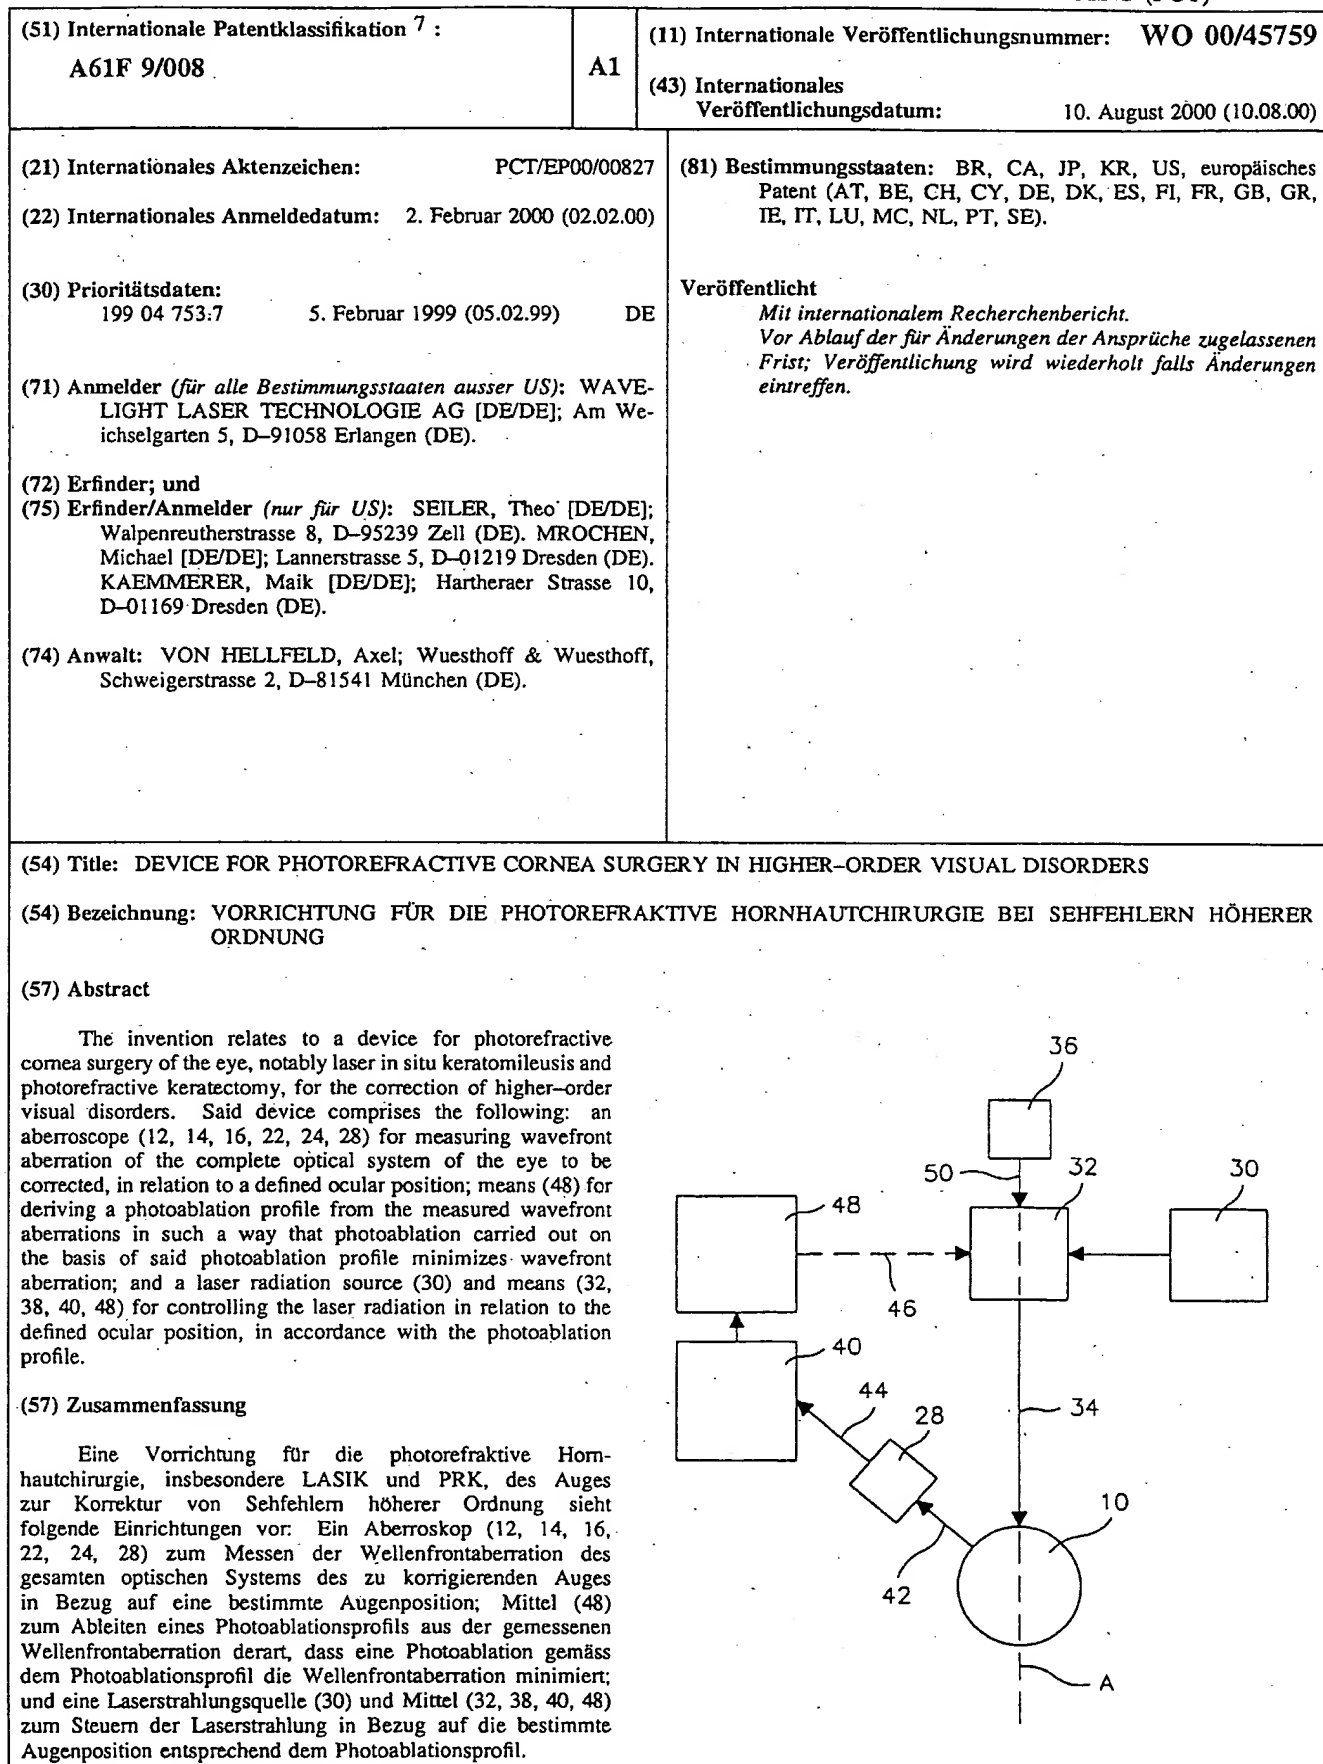 (51) Internationale Patentklassifikation 7 :
A61F 9/008
A1
(11) Internationale Veröffentlichungsnummer: WO 00/45759
(43) Internationales
Veröffentlichungsdatum: 10. August 2000 (10.08.00)
(21) Internationales Aktenzeichen: PCT/EP00/00827
(22) Internationales Anmeldedatum: 2. Februar 2000 (02.02.00)
(30) Prioritätsdaten:
199 04 753.7 5. Februar 1999 (05.02.99) DE
(71) Anmelder (für alle Bestimmungsstaaten ausser US): WAVE-
LIGHT LASER TECHNOLOGIE AG [DE/DE]; Am We-
ichselgarten 5, D-91058 Erlangen (DE).
(72) Erfinder; und
(75) Erfinder/Anmelder (nur für US): SEILER, Theo [DE/DE];
Walpenreutherstrasse 8, D-95239 Zell (DE). MROCHEN,
Michael [DE/DE]; Lannerstrasse 5, D-01219 Dresden (DE).
KAEMMERER, Maik [DE/DE]; Hartheraer Strasse 10,
D-01169 Dresden (DE).
(74) Anwalt: VON HELLFELD, Axel; Wuesthoff & Wuesthoff,
Schweigerstrasse 2, D-81541 München (DE).
(81) Bestimmungsstaaten: BR, CA, JP, KR, US, europäisches
Patent (AT, BE, CH, CY, DE, DK, ES, FI, FR, GB, GR,
IE, IT, LU, MC, NL, PT, SE).
Veröffentlicht
Mit internationalem Recherchenbericht.
Vor Ablauf der für Änderungen der Ansprüche zugelassenen
Frist; Veröffentlichung wird wiederholt falls Änderungen
eintreffen.
(54) Title: DEVICE FOR PHOTOREFRACTIVE CORNEA SURGERY IN HIGHER-ORDER VISUAL DISORDERS
(54) Bezeichnung: VORRICHTUNG FÜR DIE PHOTOREFRAKTIVE HORNHAUTCHIRURGIE BEI SEHFEHLERN HÖHERER
ORDNUNG
(57) Abstract
The invention relates to a device for photorefractive
cornea surgery of the eye, notably laser in situ keratomileusis and
photorefractive keratectomy, for the correction of higher-order
visual disorders. Said device comprises the following: an
aberroscope (12, 14, 16, 22, 24, 28) for measuring wavefront
aberration of the complete optical system of the eye to be
corrected, in relation to a defined ocular position; means (48) for
deriving a photoablation profile from the measured wavefront
aberrations in such a way that photoablation carried out on
the basis of said photoablation profile minimizes wavefront
aberration; and a laser radiation source (30) and means (32,
38, 40, 48) for controlling the laser radiation in relation to the
defined ocular position, in accordance with the photoablation
profile.
(57) Zusammenfassung
Eine Vorrichtung für die photorefraktive Horn-
hautchirurgie, insbesondere LASIK und PRK, des Auges
zur Korrektur von Sehfehlern höherer Ordnung sieht
folgende Einrichtungen vor: Ein Aberroskop (12, 14, 16,
22, 24, 28) zum Messen der Wellenfrontaberration des
gesamten optischen Systems des zu korrigierenden Auges
in Bezug auf eine bestimmte Augenposition; Mittel (48)
zum Ableiten eines Photoablationsprofils aus der gemessenen
Wellenfrontaberration derart, dass eine Photoablation gemäss
dem Photoablationsprofil die Wellenfrontaberration minimiert;
und eine Laserstrahlungsquelle (30) und Mittel (32, 38, 40, 48)
zum Steuern der Laserstrahlung in Bezug auf die bestimmte
Augenposition entsprechend dem Photoablationsprofil.
36
50
32
30
48
46
40
44
28
34
10
42
A